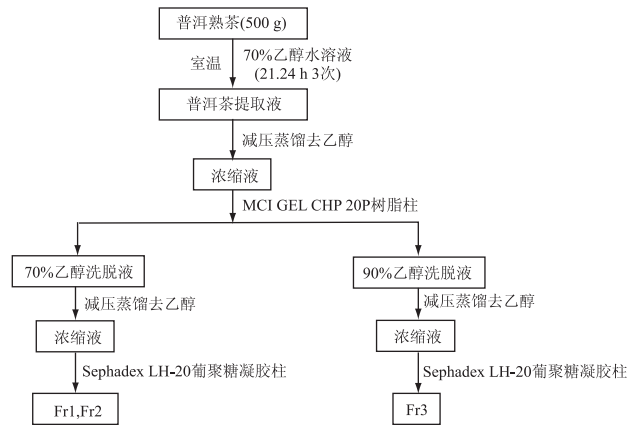 普洱熟茶(500 g)
室温
70%乙醇水溶液
(21.24 h 3次)
普洱茶提取液
减压蒸馏去乙醇
浓缩液
MCI GEL CHP 20P树脂柱
70%乙醇洗脱液
90%乙醇洗脱液
减压蒸馏去乙醇
减压蒸馏去乙醇
浓缩液
浓缩液
Sephadex LH-20葡聚糖凝胶柱
Sephadex LH-20葡聚糖凝胶柱
Fr1,Fr2
Fr3